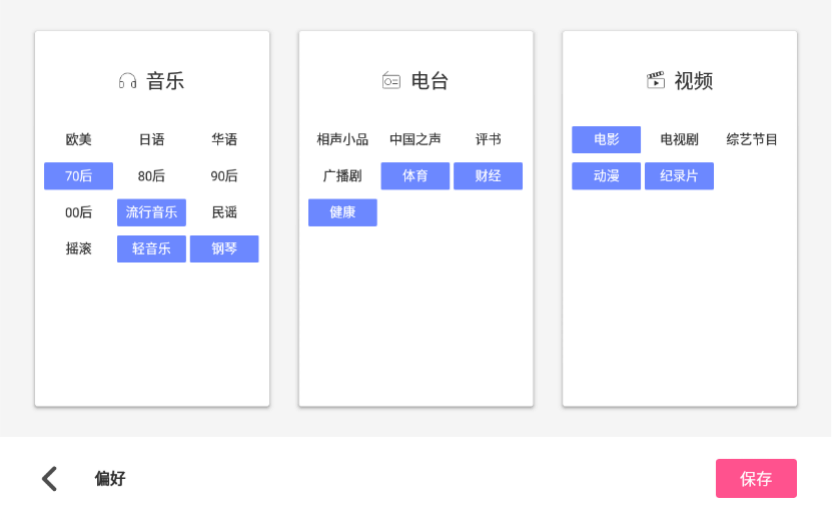 音乐
欧美 日语 华语
70后 80后 90后
00后 流行音乐 民谣
摇滚 轻音乐 钢琴
电台
相声小品 中国之声 评书
广播剧 体育 财经
健康
视频
电影 电视剧 综艺节目
动漫 纪录片
偏好
保存